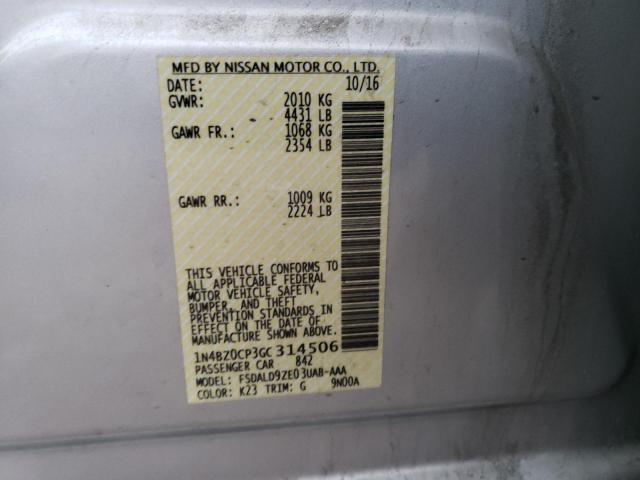 MFD BY NISSAN MOTOR CO., LTD.
DATE: 10/16
GVWR: 2010 KG
4431 LB
GAWR FR.: 1068 KG
2354 LB
GAWR RR.: 1009 KG
2224 LB
THIS VEHICLE CONFORMS TO
ALL APPLICABLE FEDERAL
MOTOR VEHICLE SAFETY,
BUMPER, AND THEFT
PREVENTION STANDARDS IN
EFFECT ON THE DATE OF
MANUFACTURE SHOWN ABOVE.
1N4BZ0CP3GC314506
PASSENGER CAR 842
MODEL: FSDALD9ZE03UAB-AAA
COLOR: K23 TRIM: G 9N00A